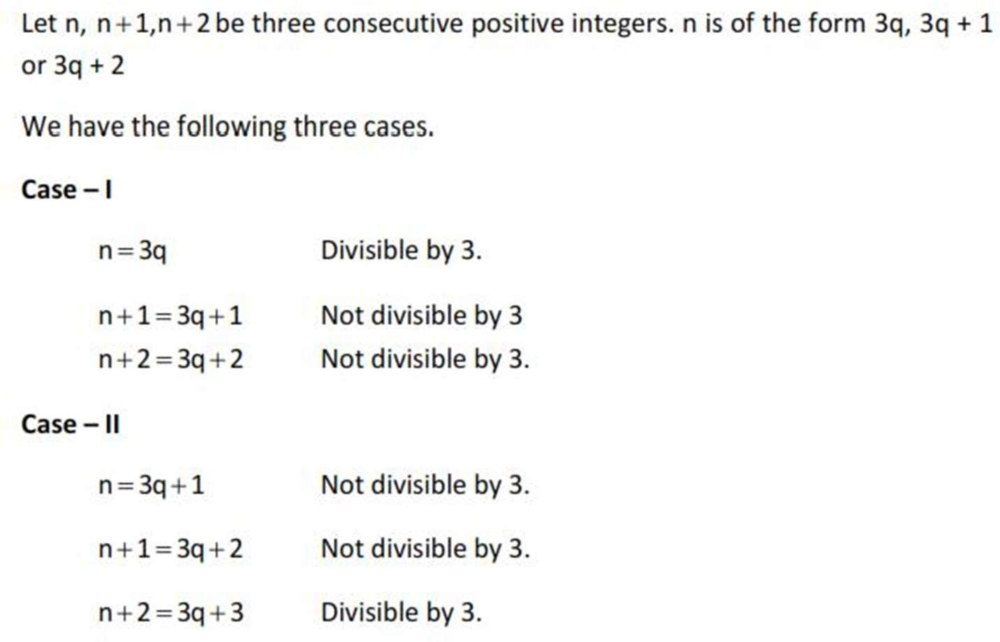 Let n, n+1,n+2 be three consecutive positive integers. n is of the form 3q, 3q + 1
or 3q + 2
We have the following three cases.
Case – I
n=3q Divisible by 3.
n+1=3q+1 Not divisible by 3
n+2=3q+2 Not divisible by 3.
Case – II
n=3q+1 Not divisible by 3.
n+1=3q+2 Not divisible by 3.
n+2=3q+3 Divisible by 3.